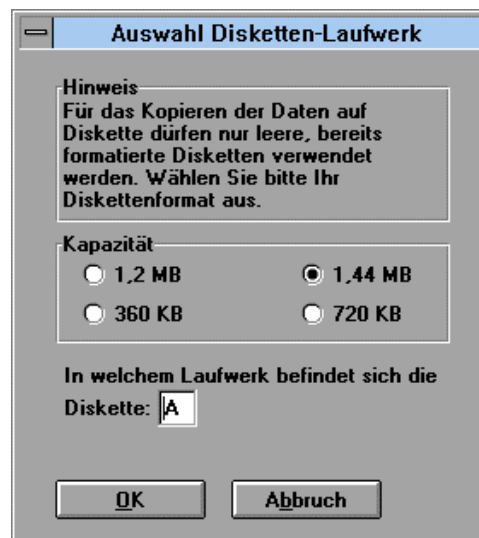 Auswahl Disketten-Laufwerk
Hinweis
Für das Kopieren der Daten auf
Diskette dürfen nur leere, bereits
formatierte Disketten verwendet
werden. Wählen Sie bitte Ihr
Diskettenformat aus.
Kapazität
1,2 MB 1,44 MB
360 KB 720 KB
In welchem Laufwerk befindet sich die
Diskette: A
OK Abbruch